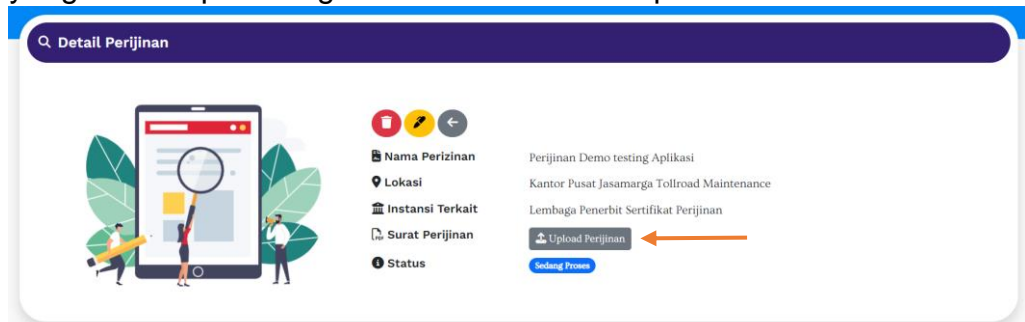 Detail Perijinan
Nama Perizinan Perijinan Demo testing Aplikasi
Lokasi Kantor Pusat Jasamarga Tollroad Maintenance
Instansi Terkait Lembaga Penerbit Sertifikat Perijinan
Surat Perijinan Upload Perijinan
Status Sedang Proses